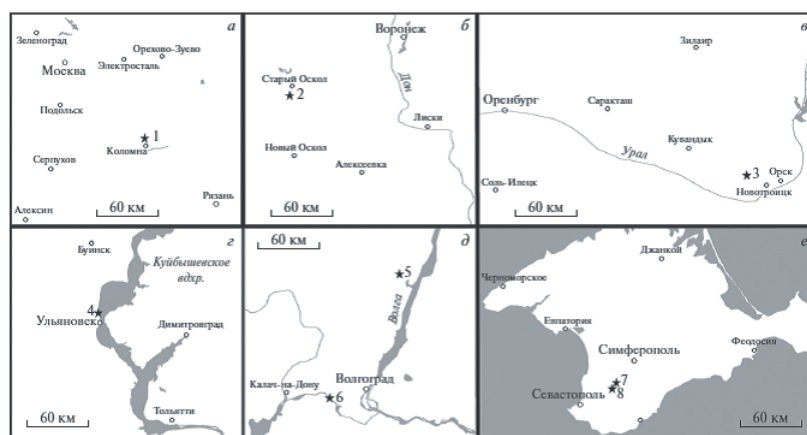 а
Зеленоград
Орехово-Зуево
Москва
Электросталь
Подольск
1
Коломна
Серпухов
Рязань
Алексин
60 км
б
Воронеж
Старый Оскол
2
Дон
Лиски
Новый Оскол
Алексеевка
60 км
в
Зилаир
Оренбург
Саракташ
Кувандык
Урал
3
Орск
Соль-Илецк
Новотроицк
60 км
г
Буинск
Куйбышевское
вдхр.
4
Ульяновск
Димитровград
Тольятти
60 км
д
60 км
5
Волга
Калач-на-Дону
Волгоград
6
е
Джанкой
Черноморское
Евпатория
Феодосия
Симферополь
7
8
Севастополь
60 км